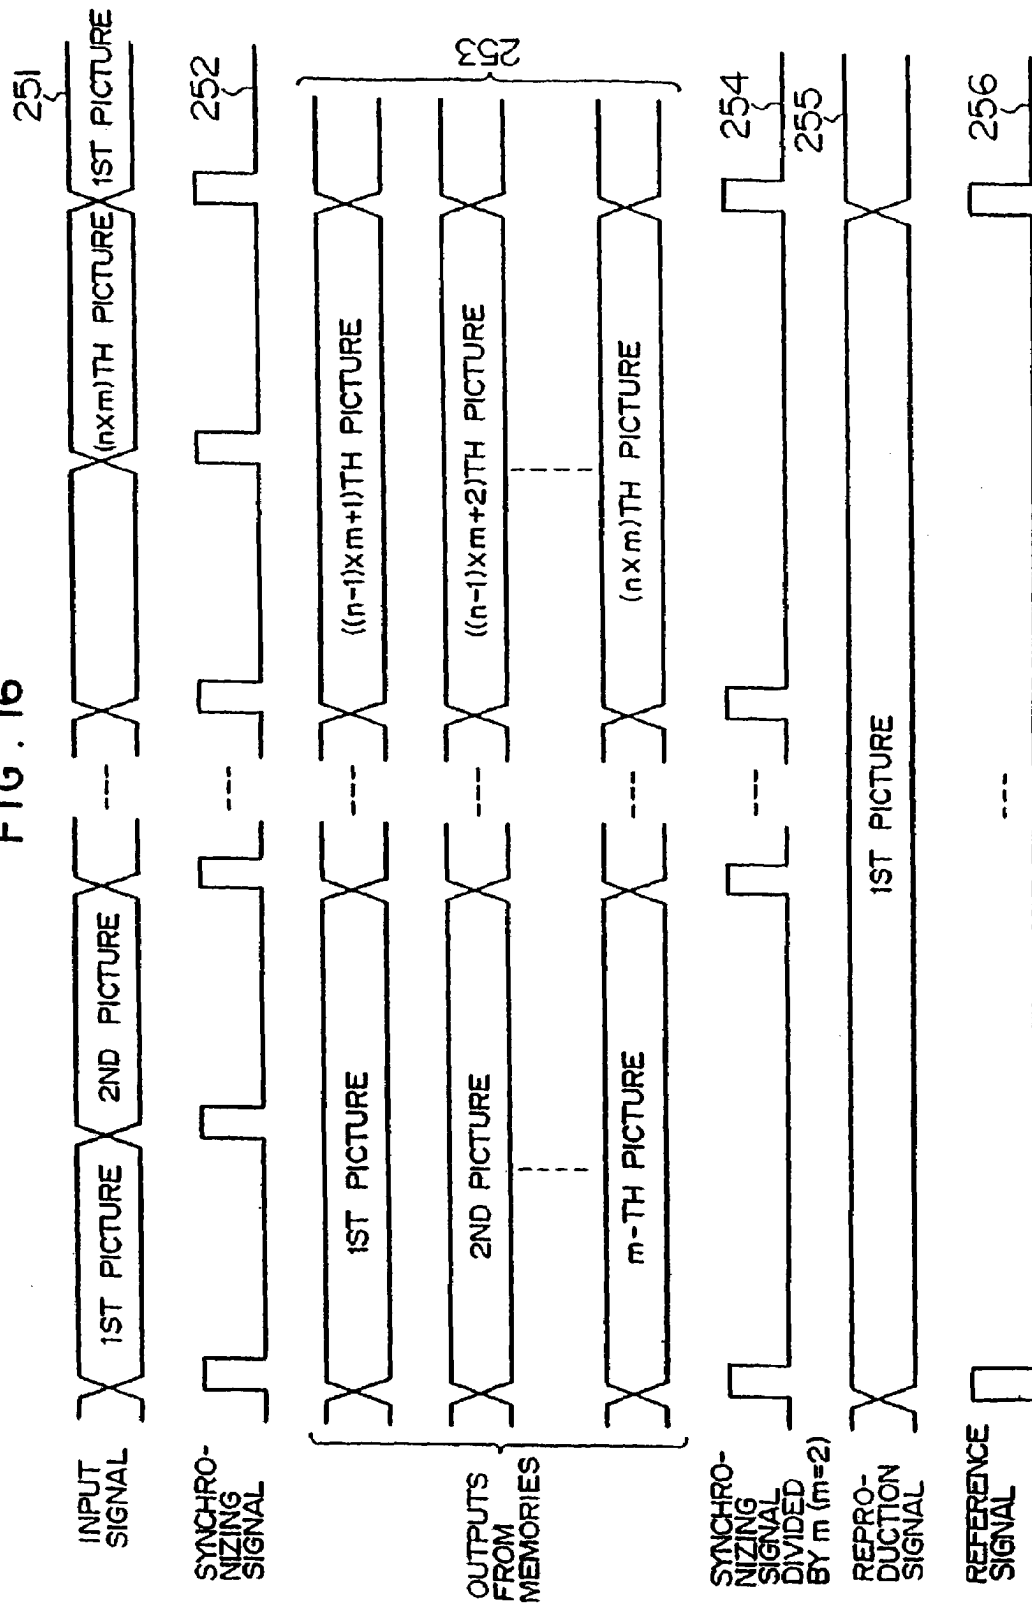 FIG. 16
INPUT
SIGNAL
1ST PICTURE
2ND PICTURE
---
(n×m)TH PICTURE
1ST PICTURE
251
SYNCHRO-
NIZING
SIGNAL
---
252
OUTPUTS
FROM
MEMORIES
1ST PICTURE
---
((n-1)×m+1)TH PICTURE
2ND PICTURE
---
((n-1)×m+2)TH PICTURE
m-TH PICTURE
---
(n×m)TH PICTURE
253
SYNCHRO-
NIZING
SIGNAL
DIVIDED
BY m (m=2)
---
254
REPRO-
DUCTION
SIGNAL
1ST PICTURE
255
REFERENCE
SIGNAL
---
256